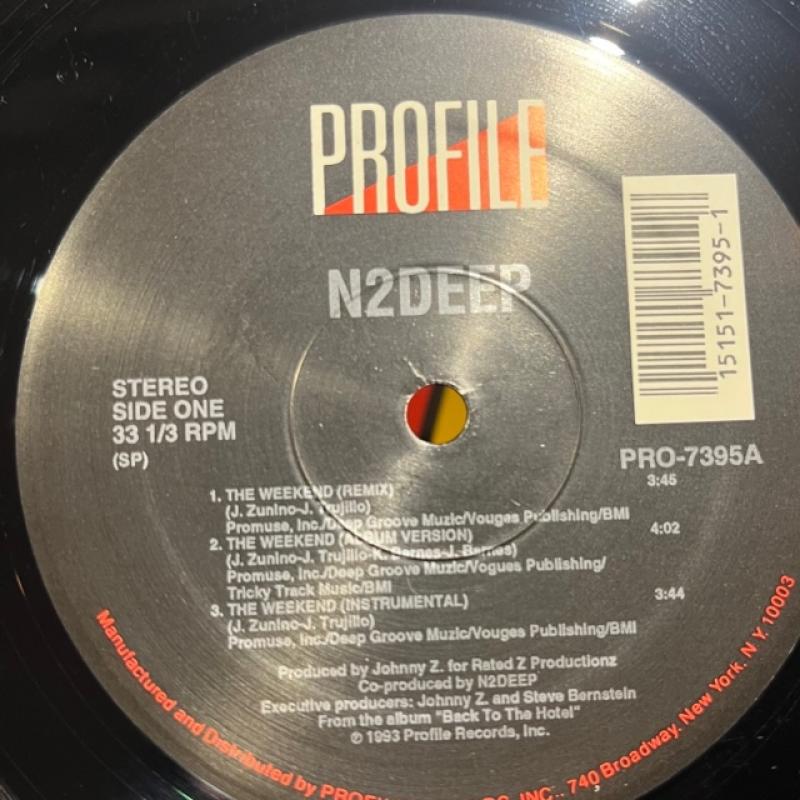 PROFILE
N2DEEP
15151-7395-1
STEREO
SIDE ONE
33 1/3 RPM
(SP)
PRO-7395A
1. THE WEEKEND (REMIX) 3:45
(J. Zunino-J. Trujillo)
Promuse, Inc./Deep Groove Muzic/Vouges Publishing/BMI
2. THE WEEKEND (ALBUM VERSION) 4:02
(J. Zunino-J. Trujillo-K. Barnes-J. Barnes)
Promuse, Inc./Deep Groove Muzic/Vogues Publishing/
Tricky Track Music/BMI
3. THE WEEKEND (INSTRUMENTAL) 3:44
(J. Zunino-J. Trujillo)
Promuse, Inc./Deep Groove Muzic/Vouges Publishing/BMI
Produced by Johnny Z. for Rated Z Productionz
Co-produced by N2DEEP
Executive producers: Johnny Z. and Steve Bernstein
From the album "Back To The Hotel"
℗ 1993 Profile Records, Inc.
Manufactured and Distributed by INC., 740 Broadway, New York, N.Y. 10003